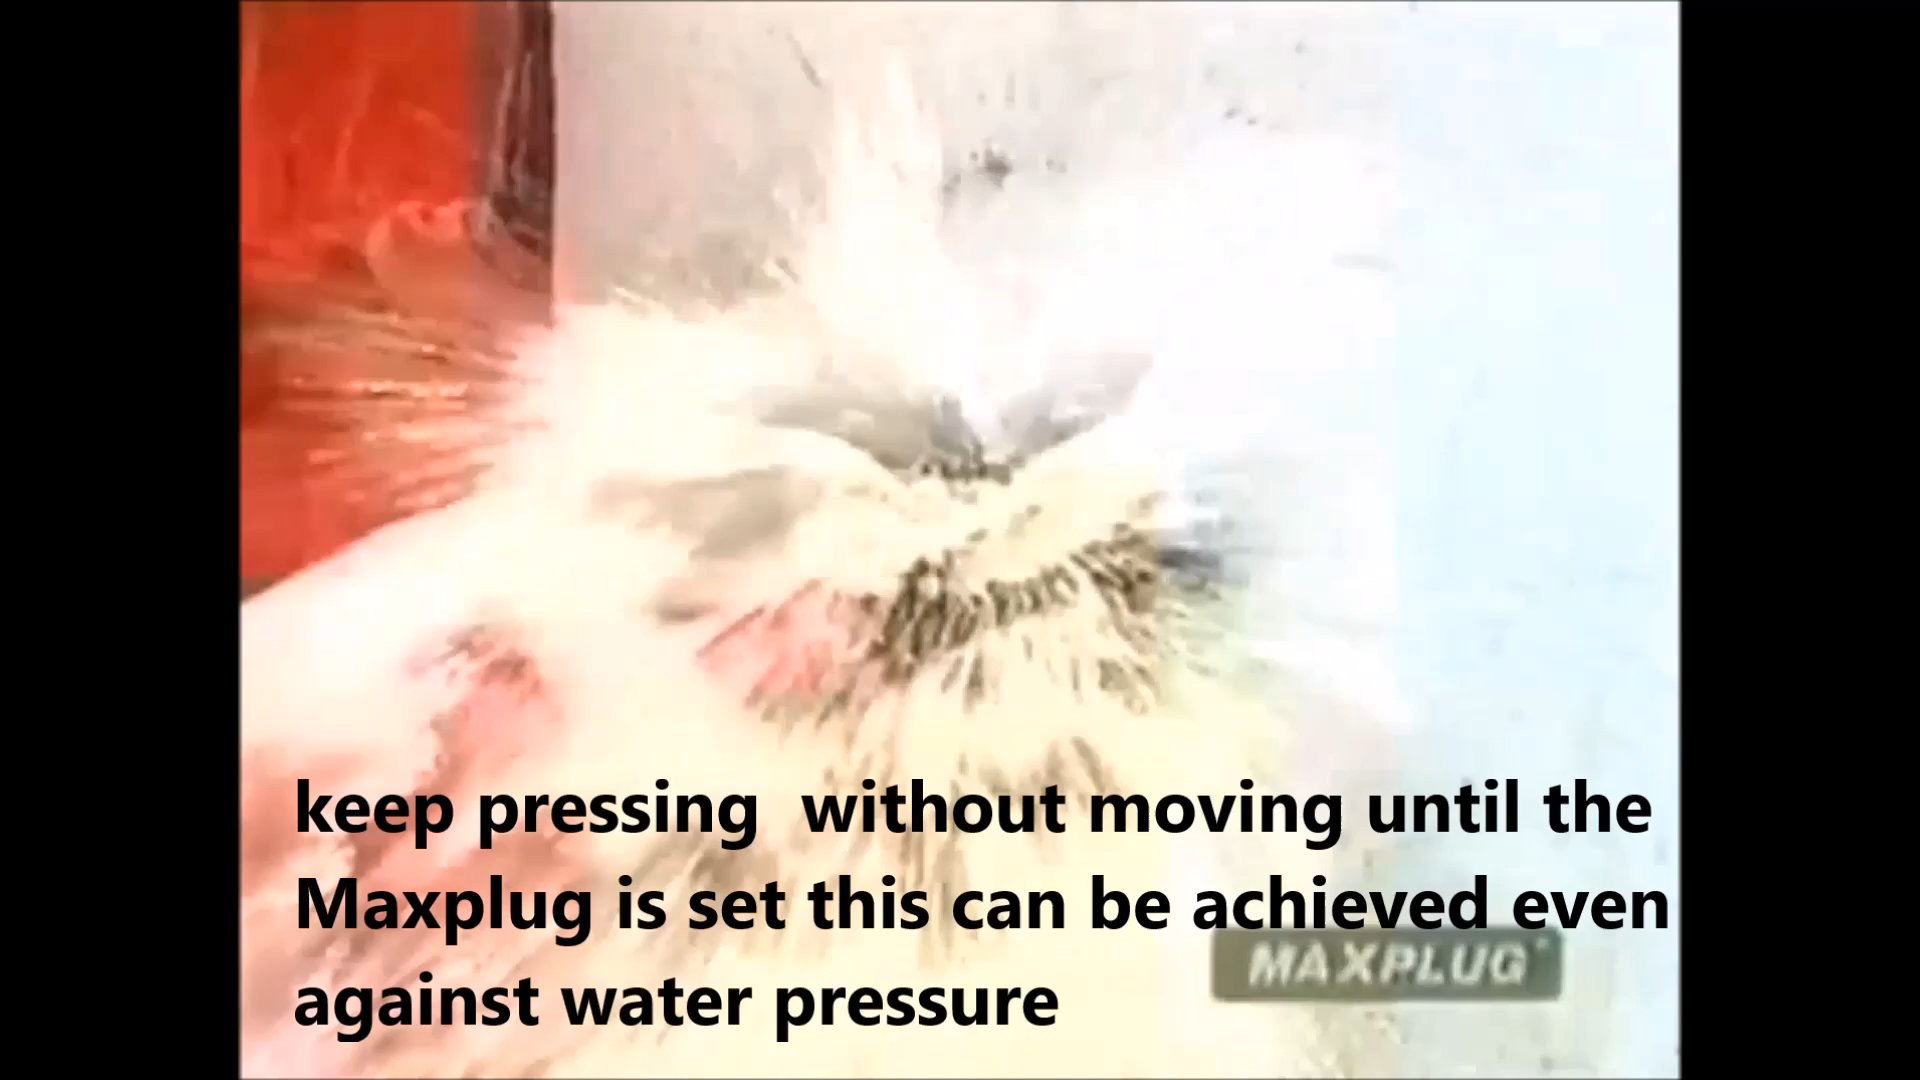 keep pressing  without moving until the
Maxplug is set this can be achieved even
against water pressure
MAXPLUG